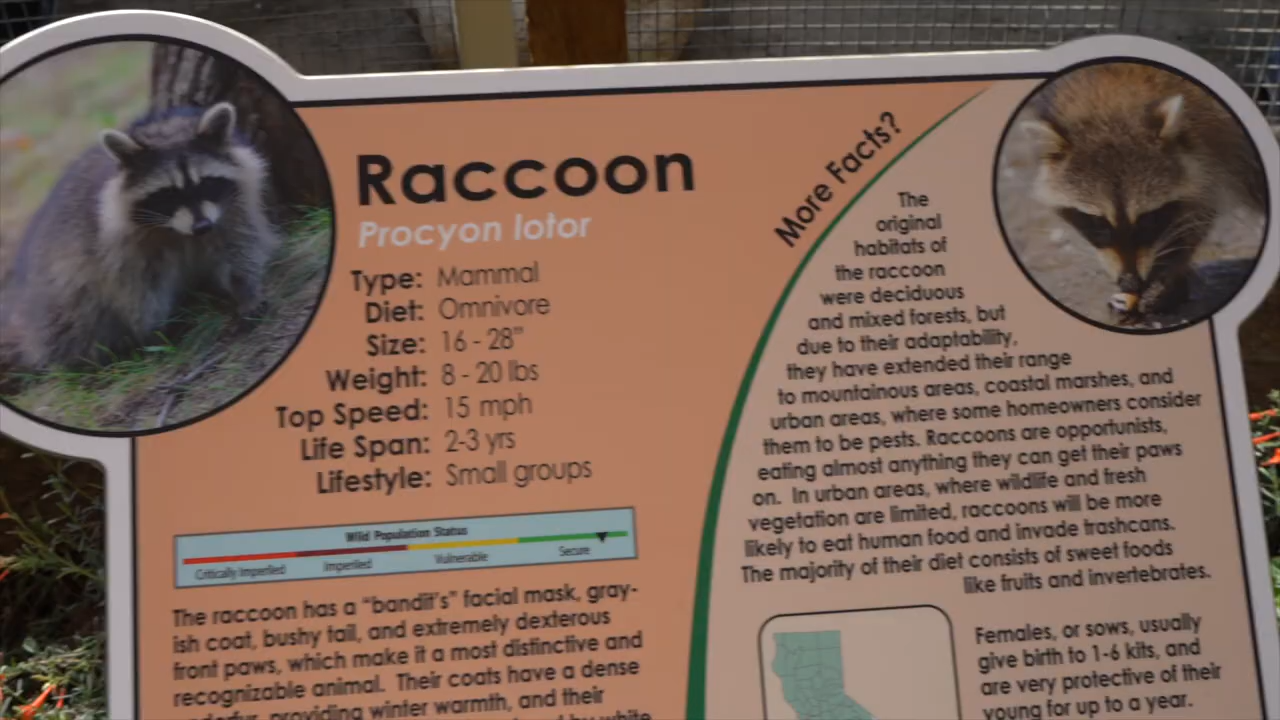 Raccoon
Procyon lotor
Type: Mammal
Diet: Omnivore
Size: 16 - 28"
Weight: 8 - 20 lbs
Top Speed: 15 mph
Life Span: 2-3 yrs
Lifestyle: Small groups
Wild Population Status
Critically Imperiled Imperiled Vulnerable Secure
The raccoon has a "bandit's" facial mask, gray-
ish coat, bushy tail, and extremely dexterous
front paws, which make it a most distinctive and
recognizable animal. Their coats have a dense
providing winter warmth, and their
by white
More Facts?
The
original
habitats of
the raccoon
were deciduous
and mixed forests, but
due to their adaptability,
they have extended their range
to mountainous areas, coastal marshes, and
urban areas, where some homeowners consider
them to be pests. Raccoons are opportunists,
eating almost anything they can get their paws
on. In urban areas, where wildlife and fresh
vegetation are limited, raccoons will be more
likely to eat human food and invade trashcans.
The majority of their diet consists of sweet foods
like fruits and invertebrates.
Females, or sows, usually
give birth to 1-6 kits, and
are very protective of their
young for up to a year.